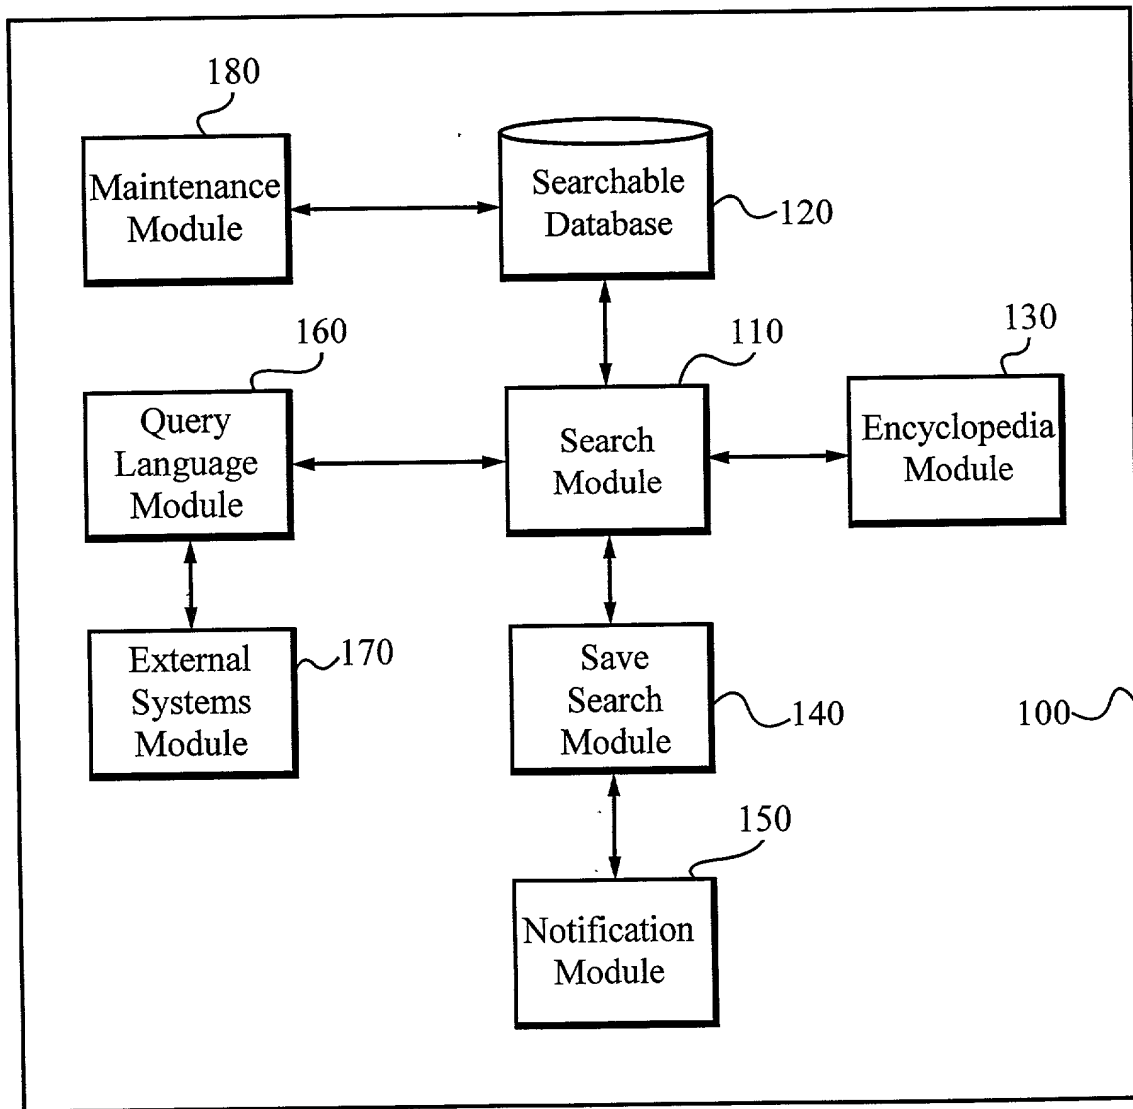 180
Maintenance
Module
Searchable
Database
120
160
110
130
Query
Language
Module
Search
Module
Encyclopedia
Module
External
Systems
Module
170
Save
Search
Module
140
100
150
Notification
Module